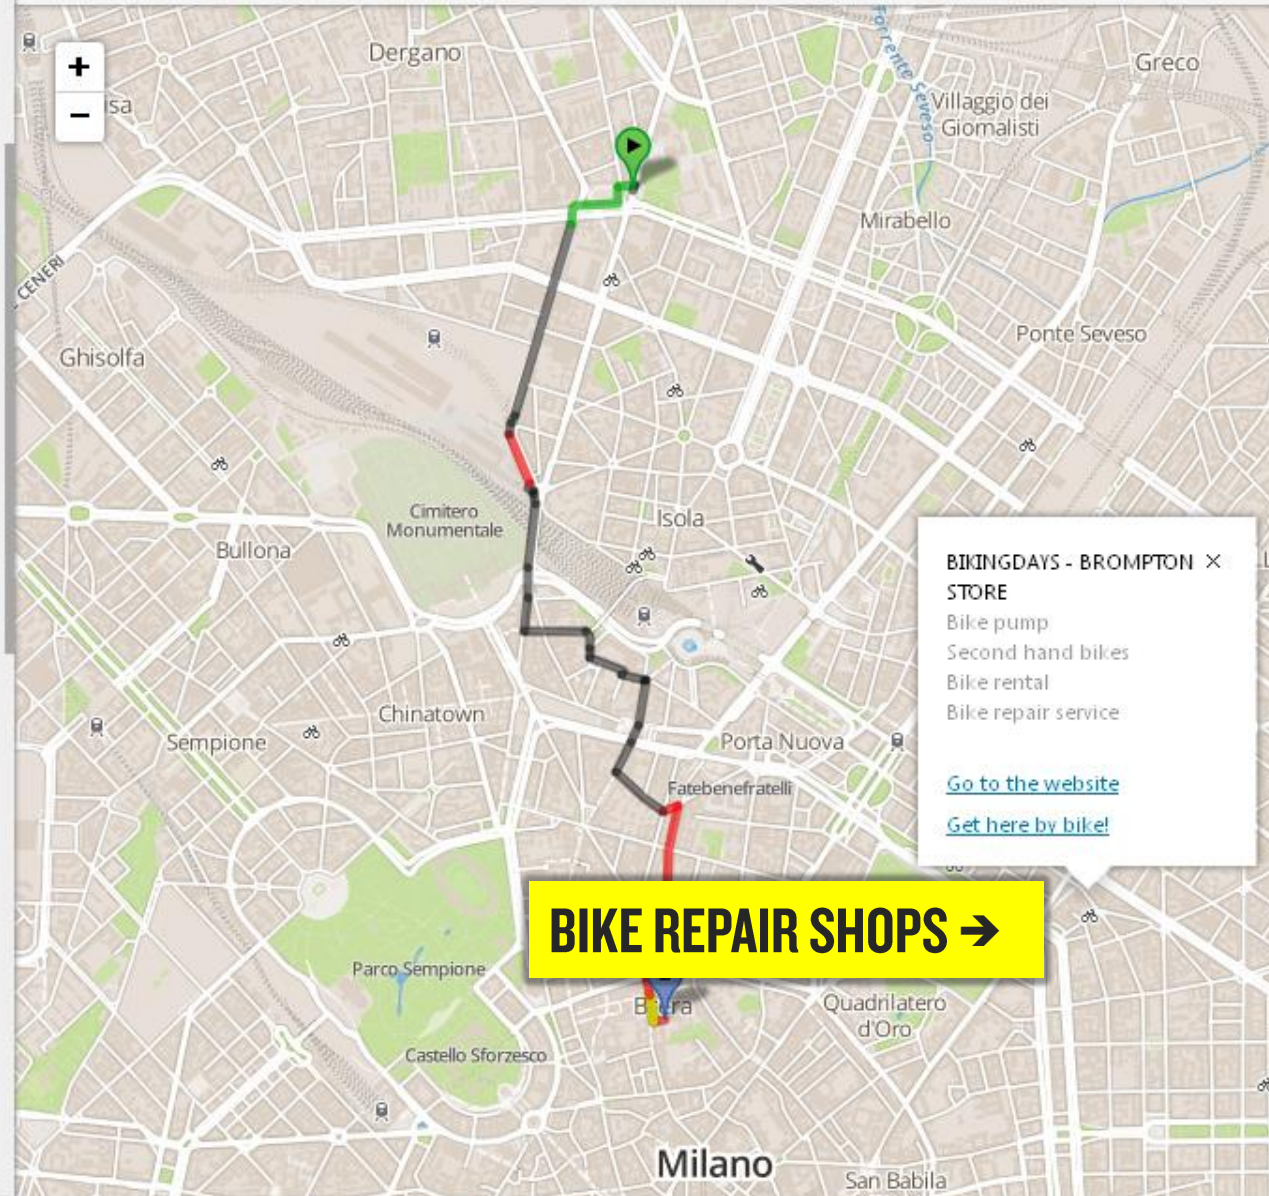 Dergano
Greco
+
−
isa
Torrente Seveso
Villaggio dei
Giornalisti
Mirabello
CENERI
Ponte Seveso
Ghisolfa
Cimitero
Monumentale
Isola
Bullona
BIKINGDAYS - BROMPTON ×
STORE
Bike pump
Second hand bikes
Bike rental
Bike repair service
Go to the website
Get here by bike!
Chinatown
Sempione
Porta Nuova
Fatebenefratelli
BIKE REPAIR SHOPS →
Parco Sempione
Quadrilatero
d'Oro
Castello Sforzesco
Milano
San Babila